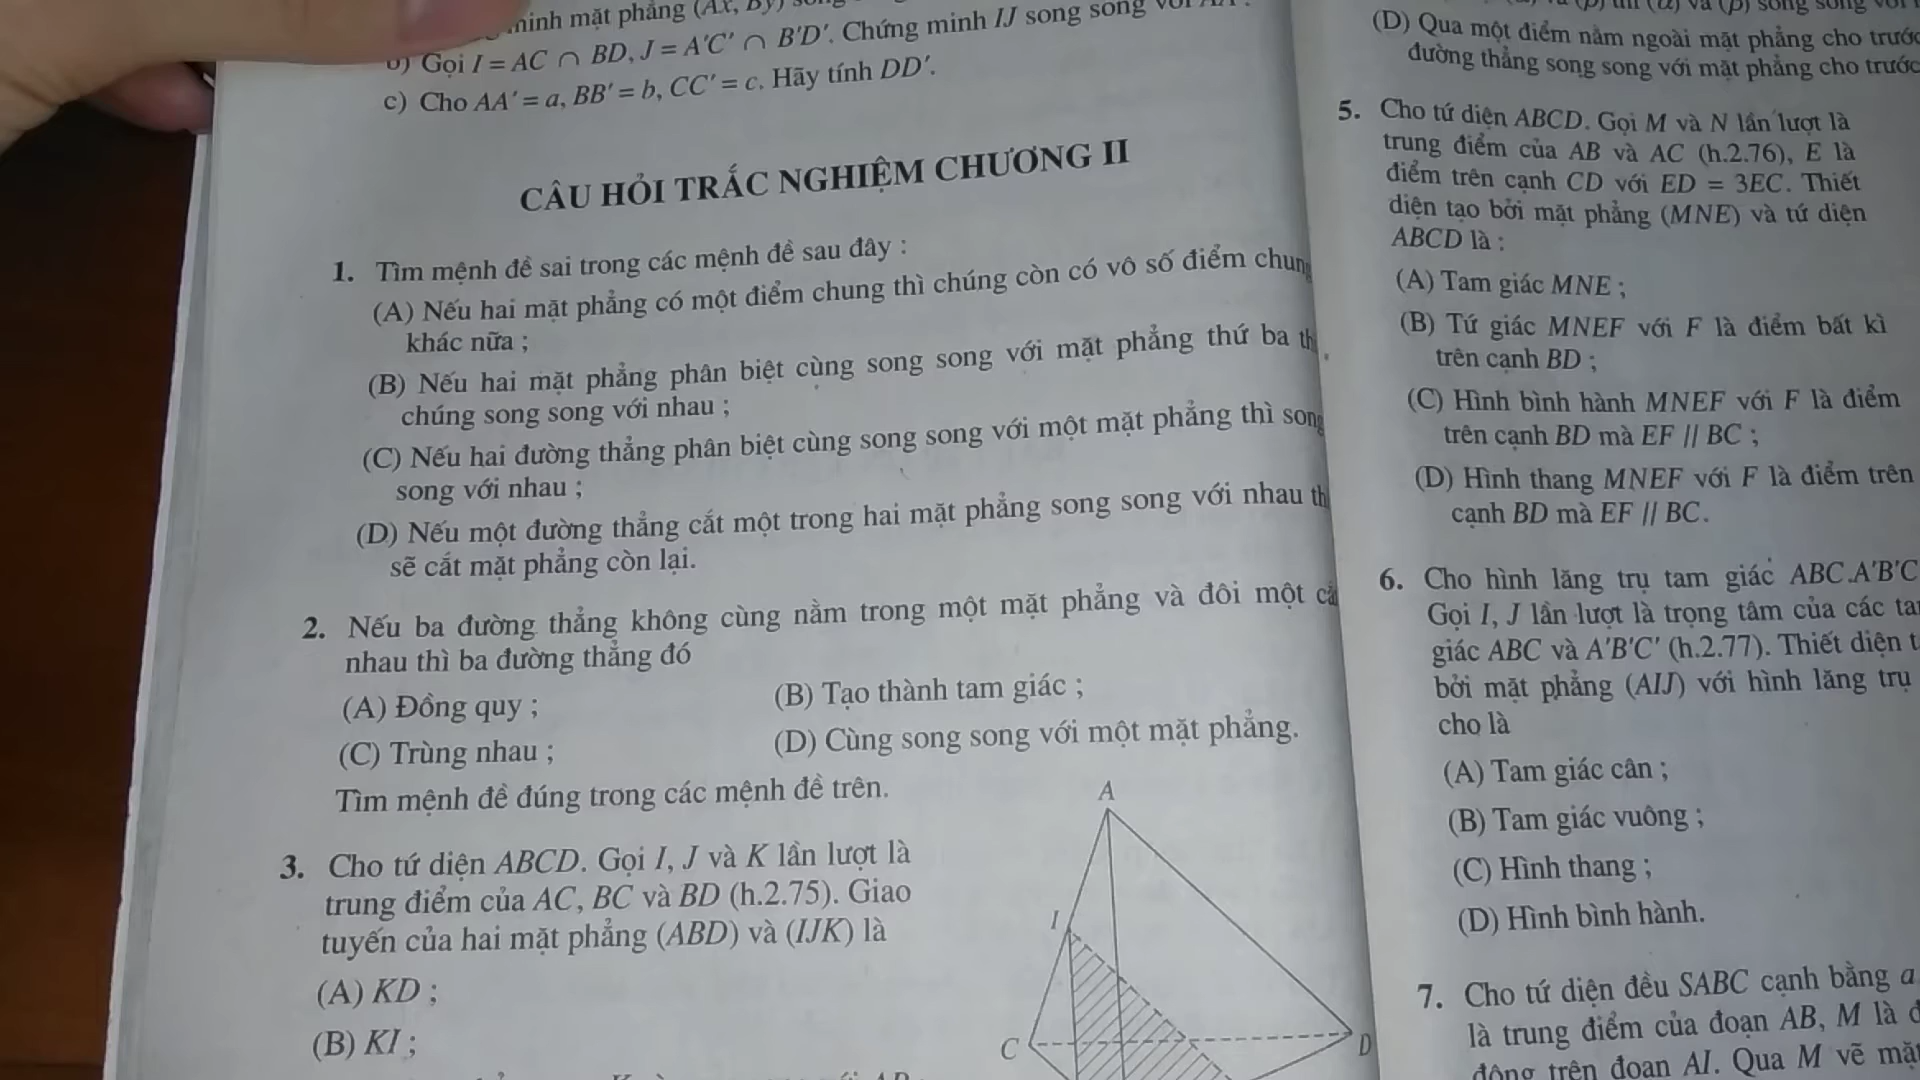 minh mặt phẳng (Ax, By)
b) Gọi I = AC ∩ BD, J = A'C' ∩ B'D'. Chứng minh IJ song song
c) Cho AA' = a, BB' = b, CC' = c. Hãy tính DD'.
CÂU HỎI TRẮC NGHIỆM CHƯƠNG II
1. Tìm mệnh đề sai trong các mệnh đề sau đây :
(A) Nếu hai mặt phẳng có một điểm chung thì chúng còn có vô số điểm chung
khác nữa ;
(B) Nếu hai mặt phẳng phân biệt cùng song song với mặt phẳng thứ ba th
chúng song song với nhau ;
(C) Nếu hai đường thẳng phân biệt cùng song song với một mặt phẳng thì song
song với nhau ;
(D) Nếu một đường thẳng cắt một trong hai mặt phẳng song song với nhau th
sẽ cắt mặt phẳng còn lại.
2. Nếu ba đường thẳng không cùng nằm trong một mặt phẳng và đôi một cắ
nhau thì ba đường thẳng đó
(A) Đồng quy ;
(B) Tạo thành tam giác ;
(C) Trùng nhau ;
(D) Cùng song song với một mặt phẳng.
Tìm mệnh đề đúng trong các mệnh đề trên.
3. Cho tứ diện ABCD. Gọi I, J và K lần lượt là
trung điểm của AC, BC và BD (h.2.75). Giao
tuyến của hai mặt phẳng (ABD) và (IJK) là
(A) KD ;
(B) KI ;
A
I
C
D
(D) Qua một điểm nằm ngoài mặt phẳng cho trước
đường thẳng song song với mặt phẳng cho trước
5. Cho tứ diện ABCD. Gọi M và N lần lượt là
trung điểm của AB và AC (h.2.76), E là
điểm trên cạnh CD với ED = 3EC. Thiết
diện tạo bởi mặt phẳng (MNE) và tứ diện
ABCD là :
(A) Tam giác MNE ;
(B) Tứ giác MNEF với F là điểm bất kì
trên cạnh BD ;
(C) Hình bình hành MNEF với F là điểm
trên cạnh BD mà EF // BC ;
(D) Hình thang MNEF với F là điểm trên
cạnh BD mà EF // BC.
6. Cho hình lăng trụ tam giác ABC.A'B'C
Gọi I, J lần lượt là trọng tâm của các ta
giác ABC và A'B'C' (h.2.77). Thiết diện t
bởi mặt phẳng (AIJ) với hình lăng trụ
cho là
(A) Tam giác cân ;
(B) Tam giác vuông ;
(C) Hình thang ;
(D) Hình bình hành.
7. Cho tứ diện đều SABC cạnh bằng a
là trung điểm của đoạn AB, M là đ
động trên đoạn AI. Qua M vẽ mặ